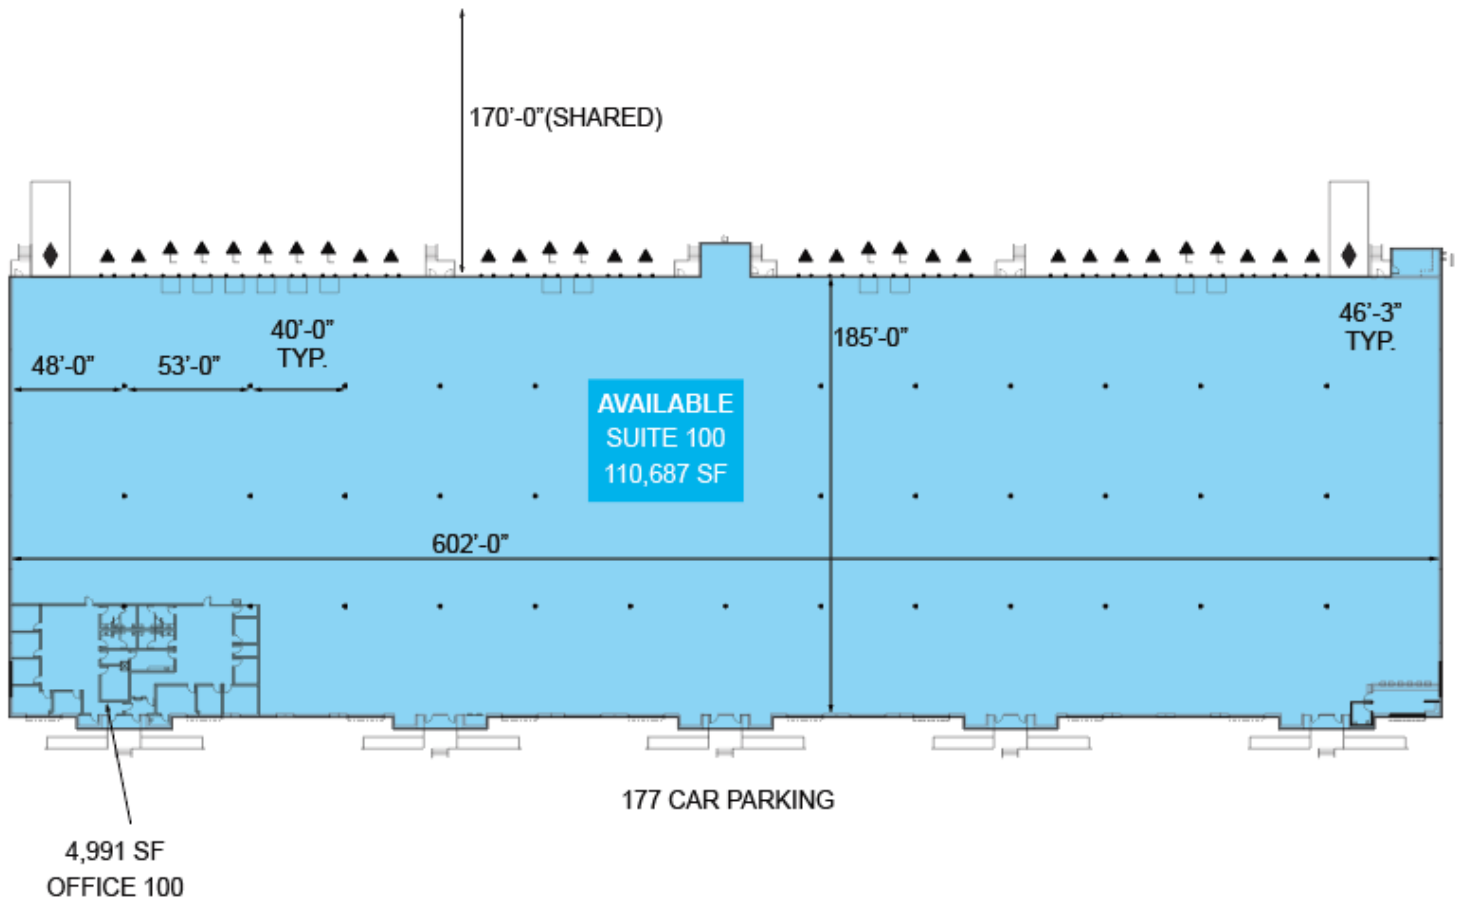 170'-0"(SHARED)
40'-0"
TYP.
48'-0"
53'-0"
185'-0"
46'-3"
TYP.
AVAILABLE
SUITE 100
110,687 SF
602'-0"
177 CAR PARKING
4,991 SF
OFFICE 100